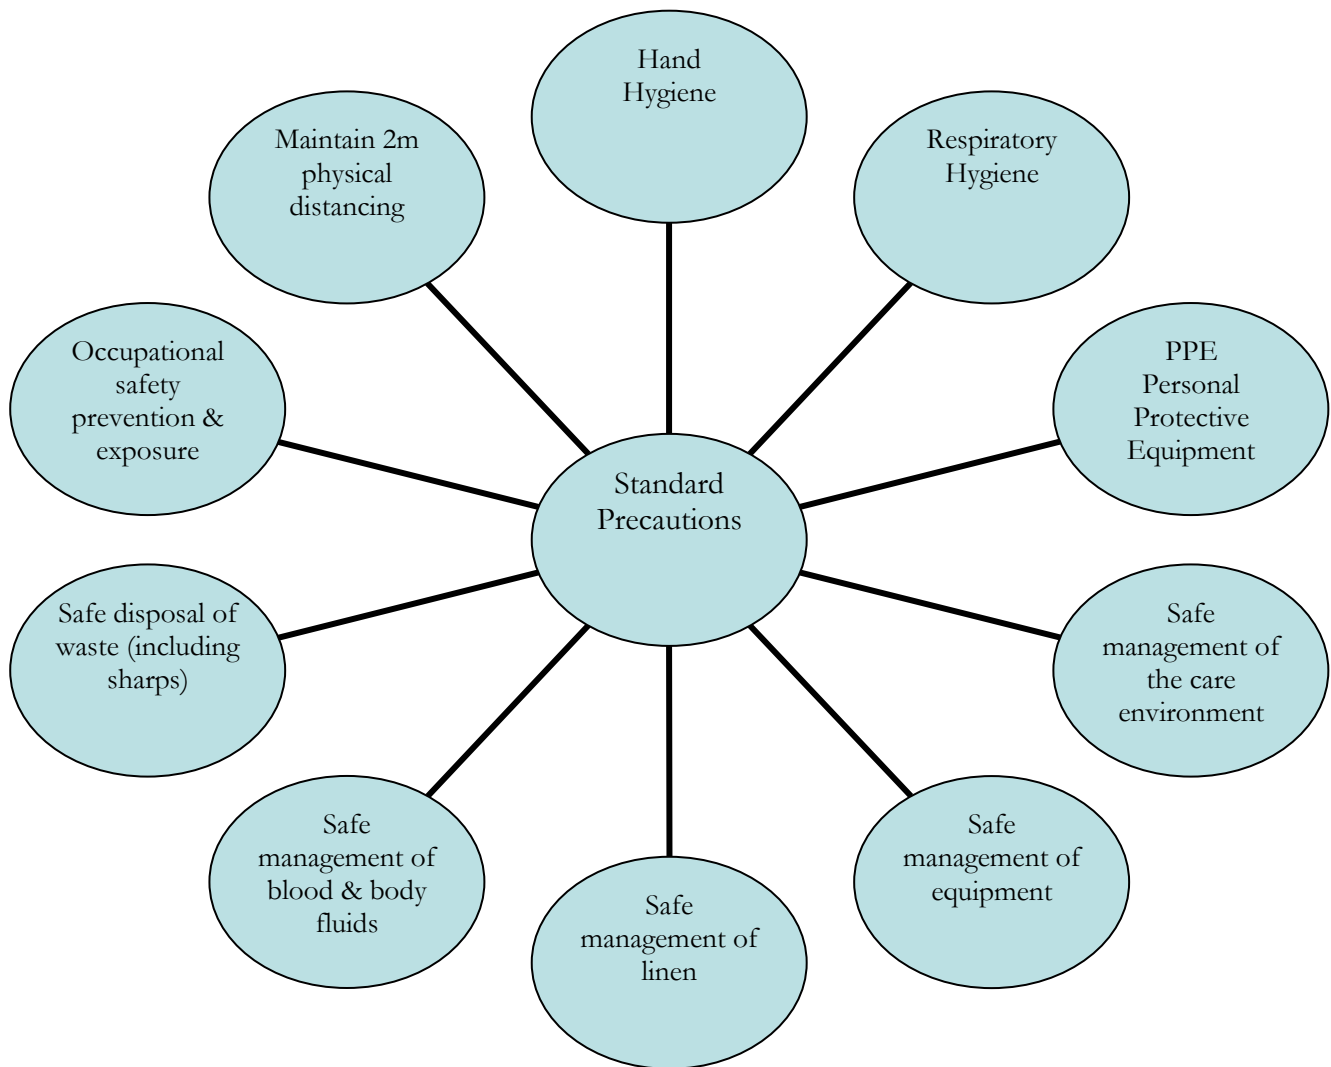 Hand
Hygiene
Respiratory
Hygiene
PPE
Personal
Protective
Equipment
Safe
management of
the care
environment
Safe
management of
equipment
Safe
management of
linen
Safe
management of
blood & body
fluids
Safe disposal of
waste (including
sharps)
Occupational
safety
prevention &
exposure
Maintain 2m
physical
distancing
Standard
Precautions